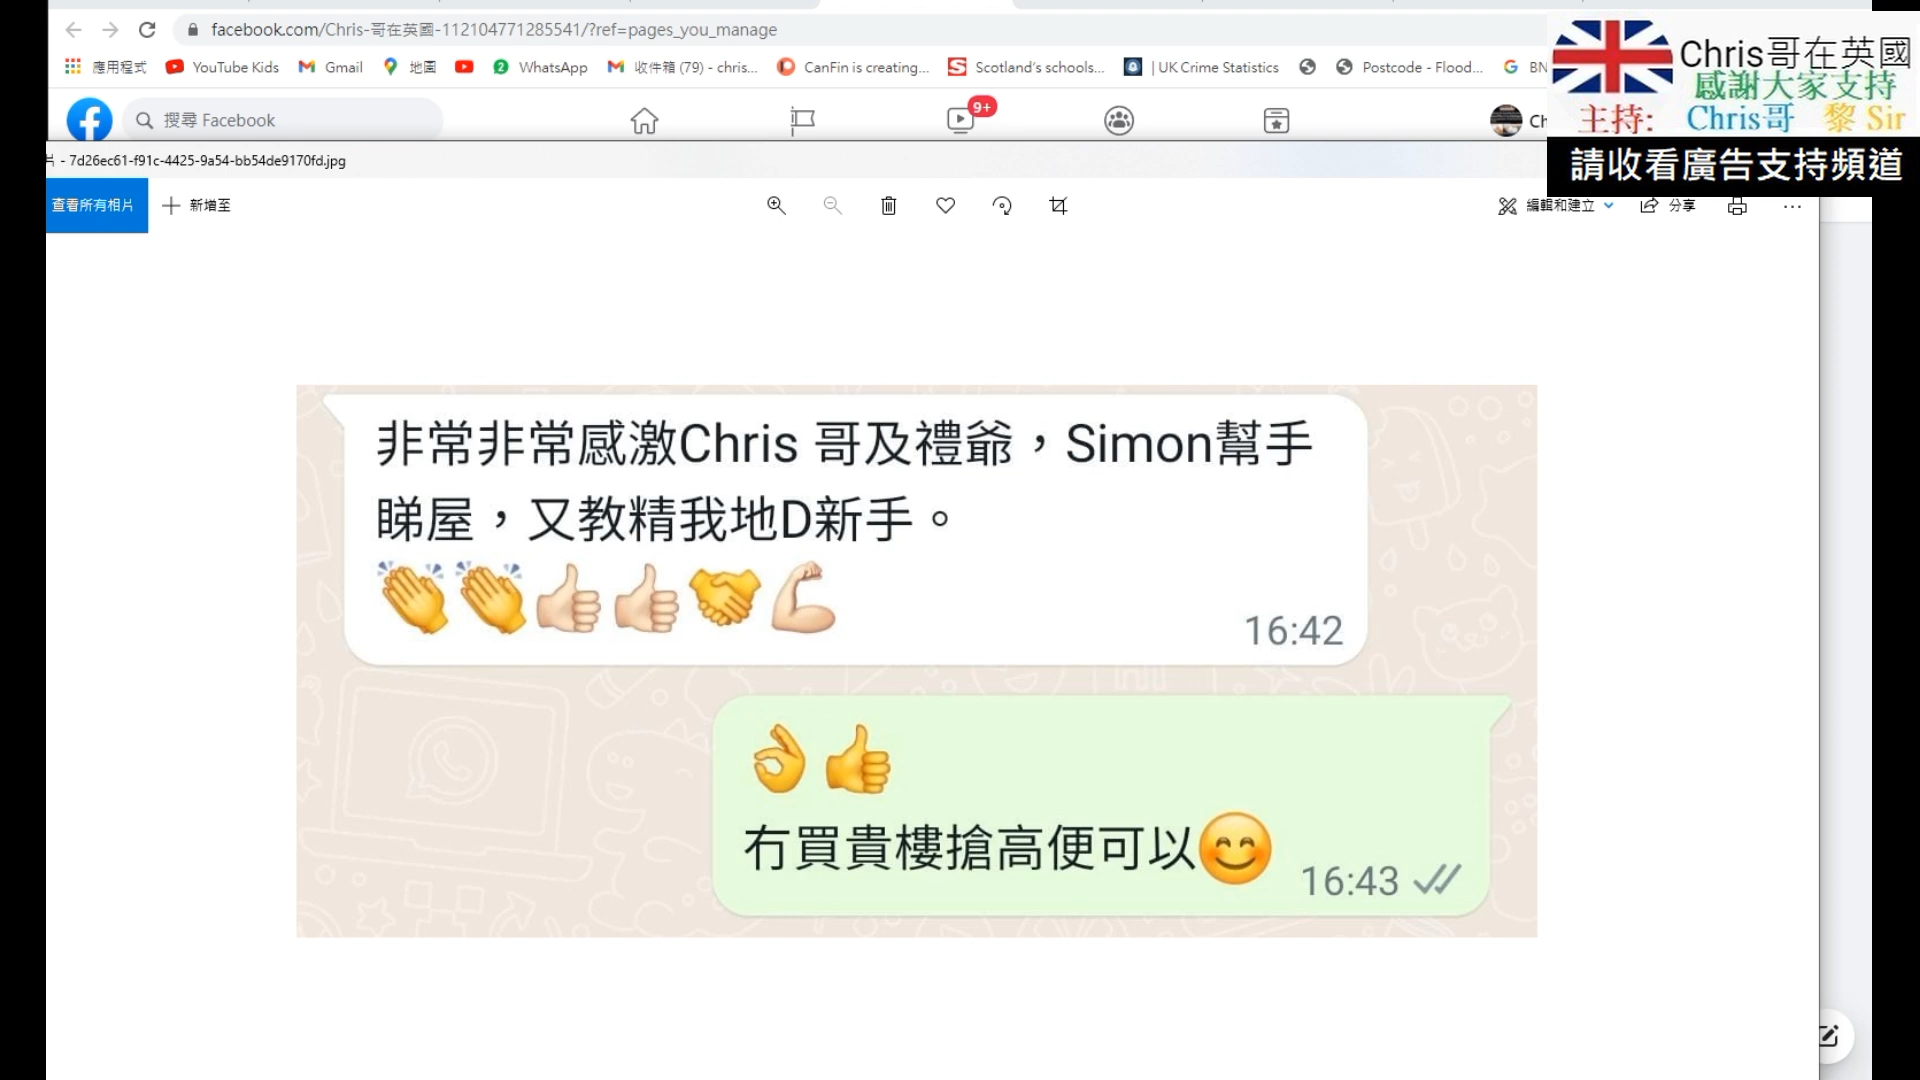 facebook.com/Chris-哥在英國-112104771285541/?ref=pages_you_manage
應用程式 YouTube Kids Gmail 地圖 2 WhatsApp 收件箱 (79) - chris... CanFin is creating... Scotland's schools... | UK Crime Statistics Postcode - Flood... BN
搜尋 Facebook 9+ Ch
Chris哥在英國
感謝大家支持
主持: Chris哥 黎 Sir
請收看廣告支持頻道
片 - 7d26ec61-f91c-4425-9a54-bb54de9170fd.jpg
查看所有相片 新增至 編輯和建立 分享
非常非常感激Chris 哥及禮爺，Simon幫手
睇屋，又教精我地D新手。
👏👏👍🏻👍🏻🤝💪🏻
16:42
👌👍
冇買貴樓搶高便可以😊
16:43